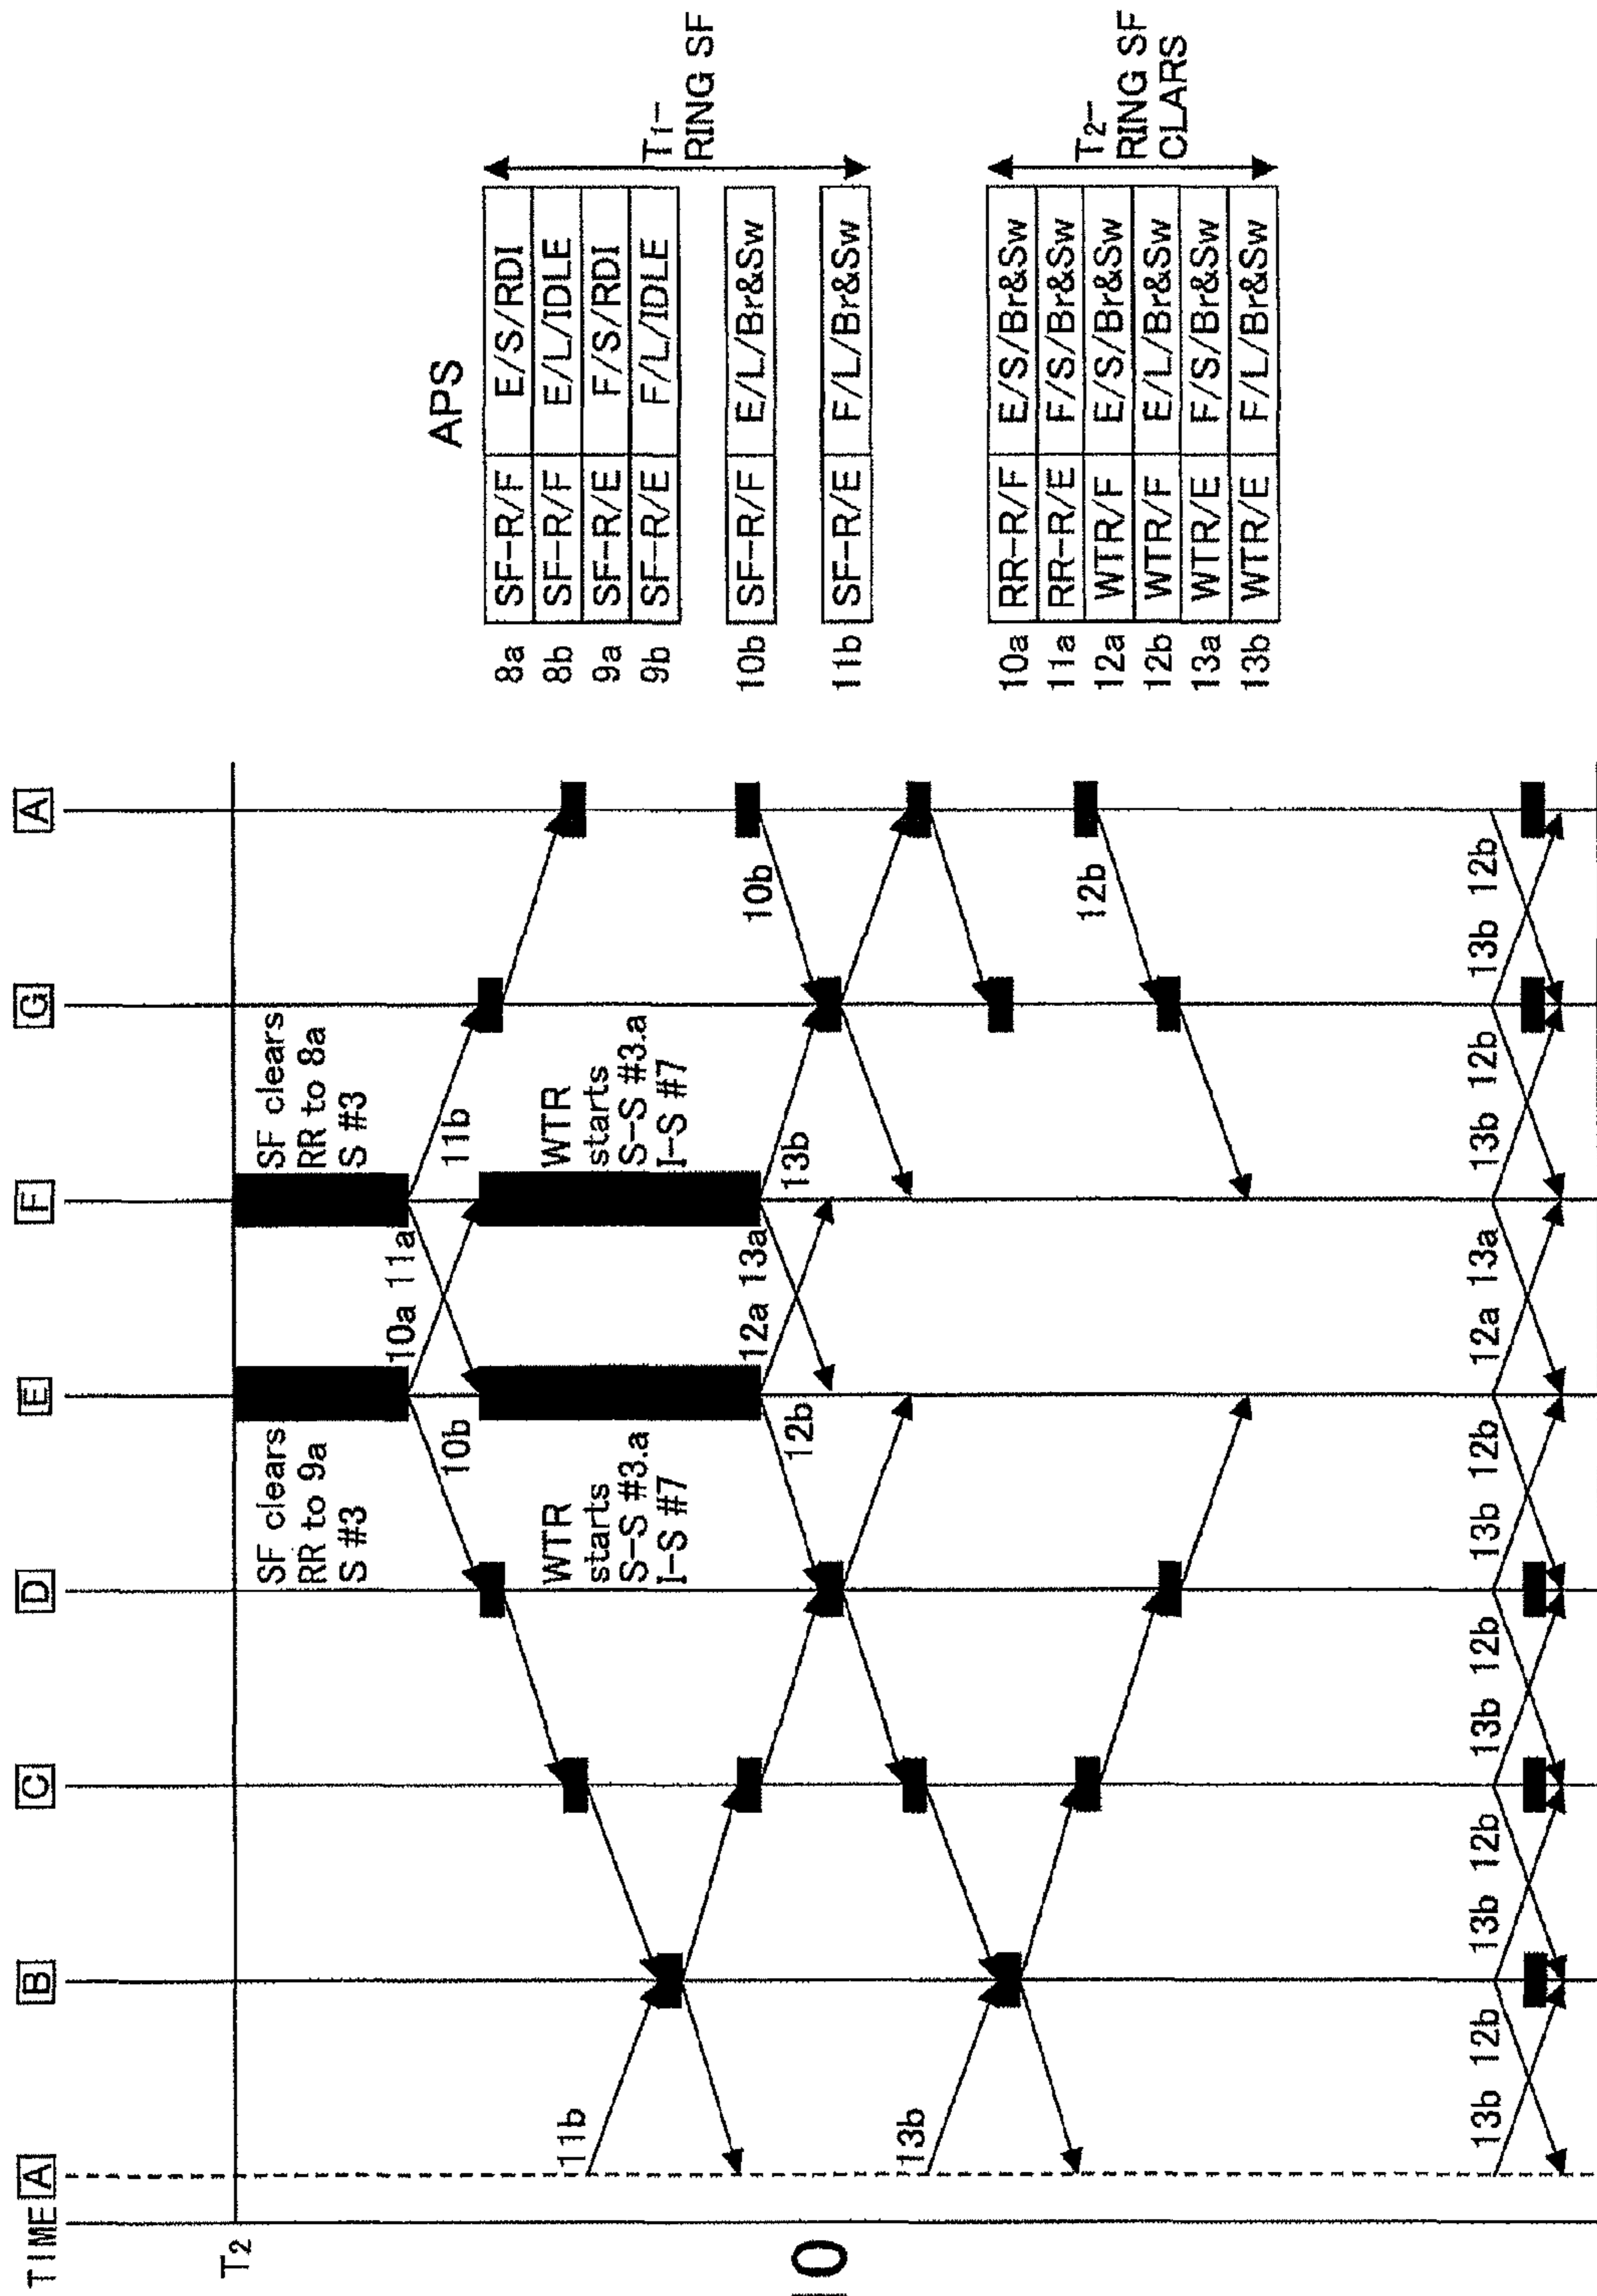 TIME A B C D E F G A
T2
SF clears
RR to 9a
S #3
SF clears
RR to 8a
S #3
10a 11a
10b
11b
WTR
starts
S-S #3.a
I-S #7
WTR
starts
S-S #3.a
I-S #7
11b
12a 13a
10b
12b
13b
10
13b
12b
13b 12b 13b 12b 13b 12b 13b 12b 12a 13a 13b 12b 13b 12b
APS
8a SF-R/F E/S/RDI
8b SF-R/F E/L/IDLE
9a SF-R/E F/S/RDI
9b SF-R/E F/L/IDLE
10b SF-R/F E/L/Br&Sw
11b SF-R/E F/L/Br&Sw
T1-
RING SF
10a RR-R/F E/S/Br&Sw
11a RR-R/E F/S/Br&Sw
12a WTR/F E/S/Br&Sw
12b WTR/F E/L/Br&Sw
13a WTR/E F/S/Br&Sw
13b WTR/E F/L/Br&Sw
T2-
RING SF
CLARS